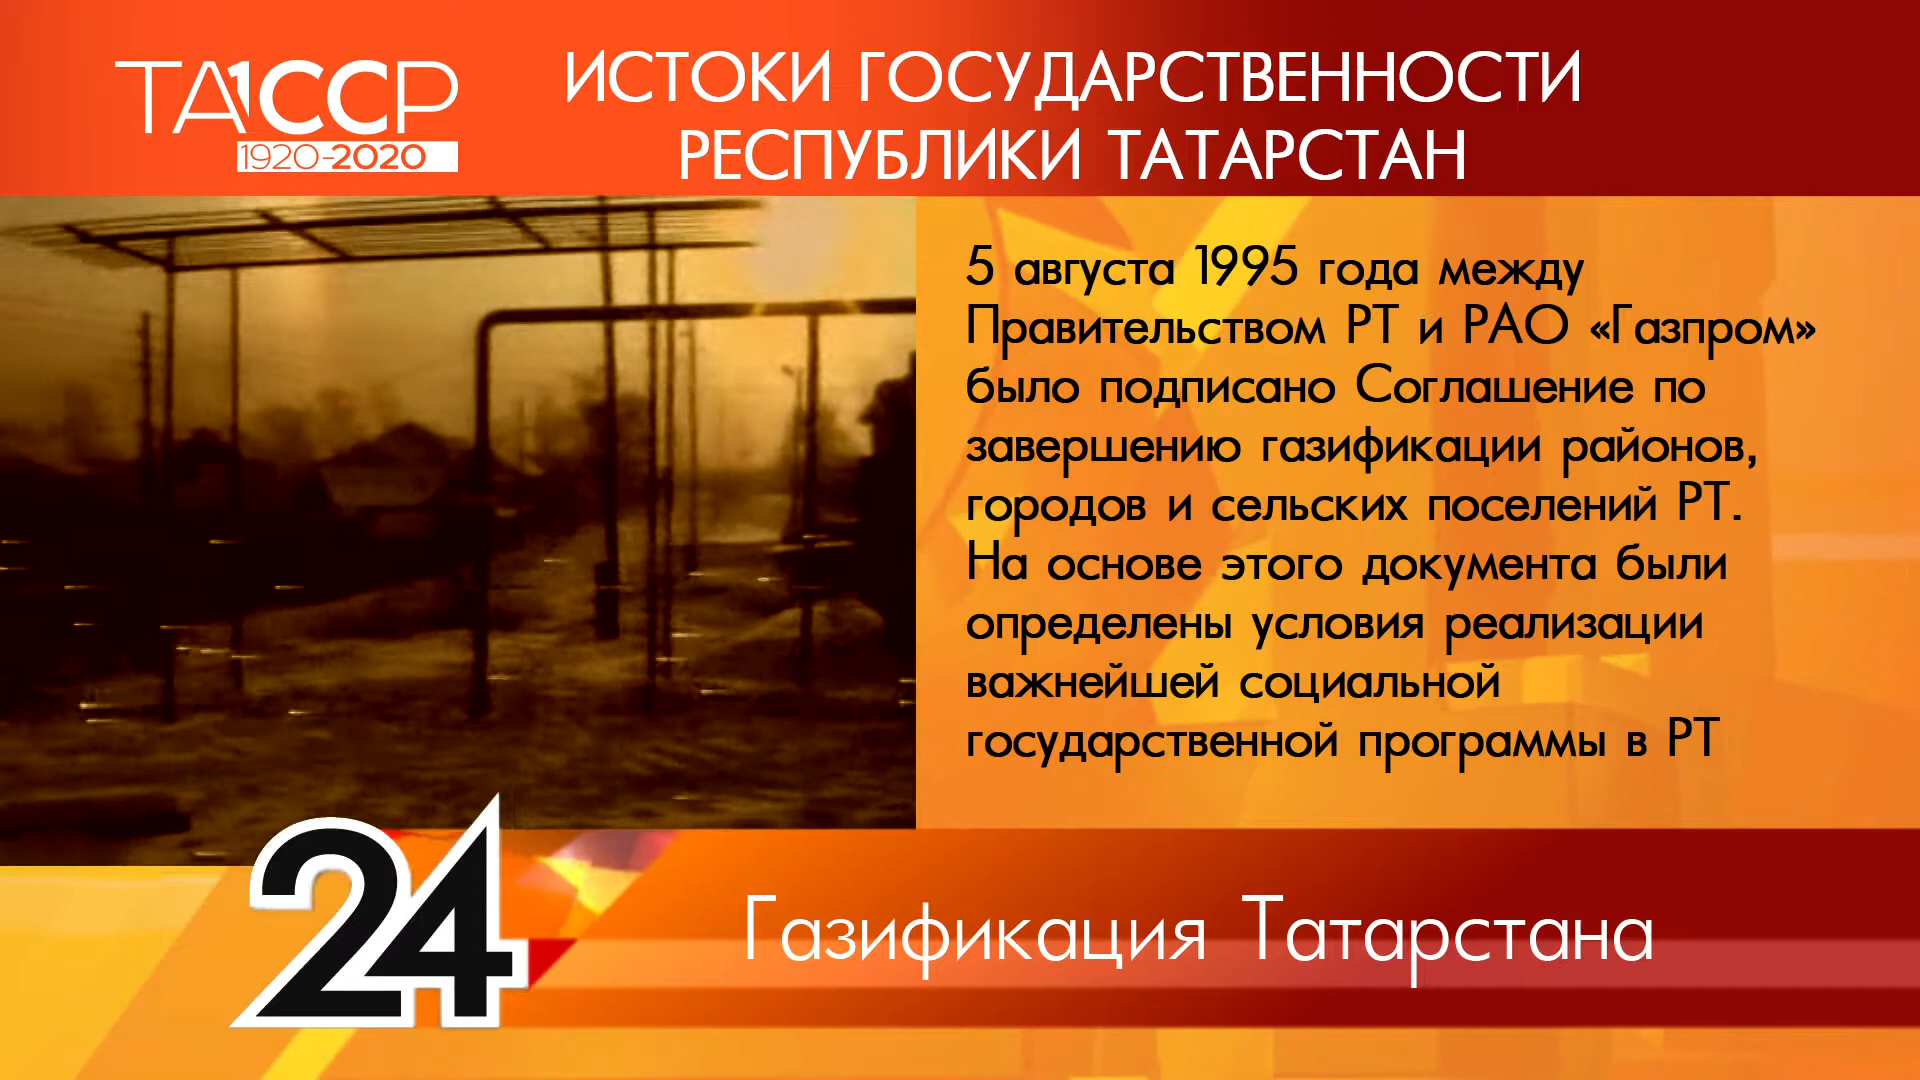 ТА1ССР
1920-2020
ИСТОКИ ГОСУДАРСТВЕННОСТИ
РЕСПУБЛИКИ ТАТАРСТАН
5 августа 1995 года между
Правительством РТ и РАО «Газпром»
было подписано Соглашение по
завершению газификации районов,
городов и сельских поселений РТ.
На основе этого документа были
определены условия реализации
важнейшей социальной
государственной программы в РТ
24
Газификация Татарстана